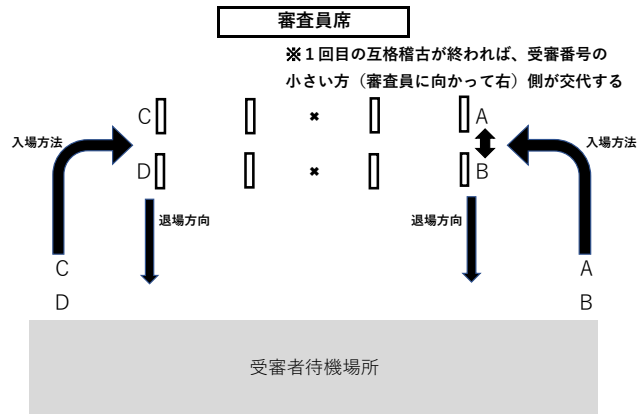 審査員席
※１回目の互格稽古が終われば、受審番号の
小さい方（審査員に向かって右）側が交代する
C
A
入場方法
入場方法
D
B
退場方向
退場方向
C
A
D
B
受審者待機場所